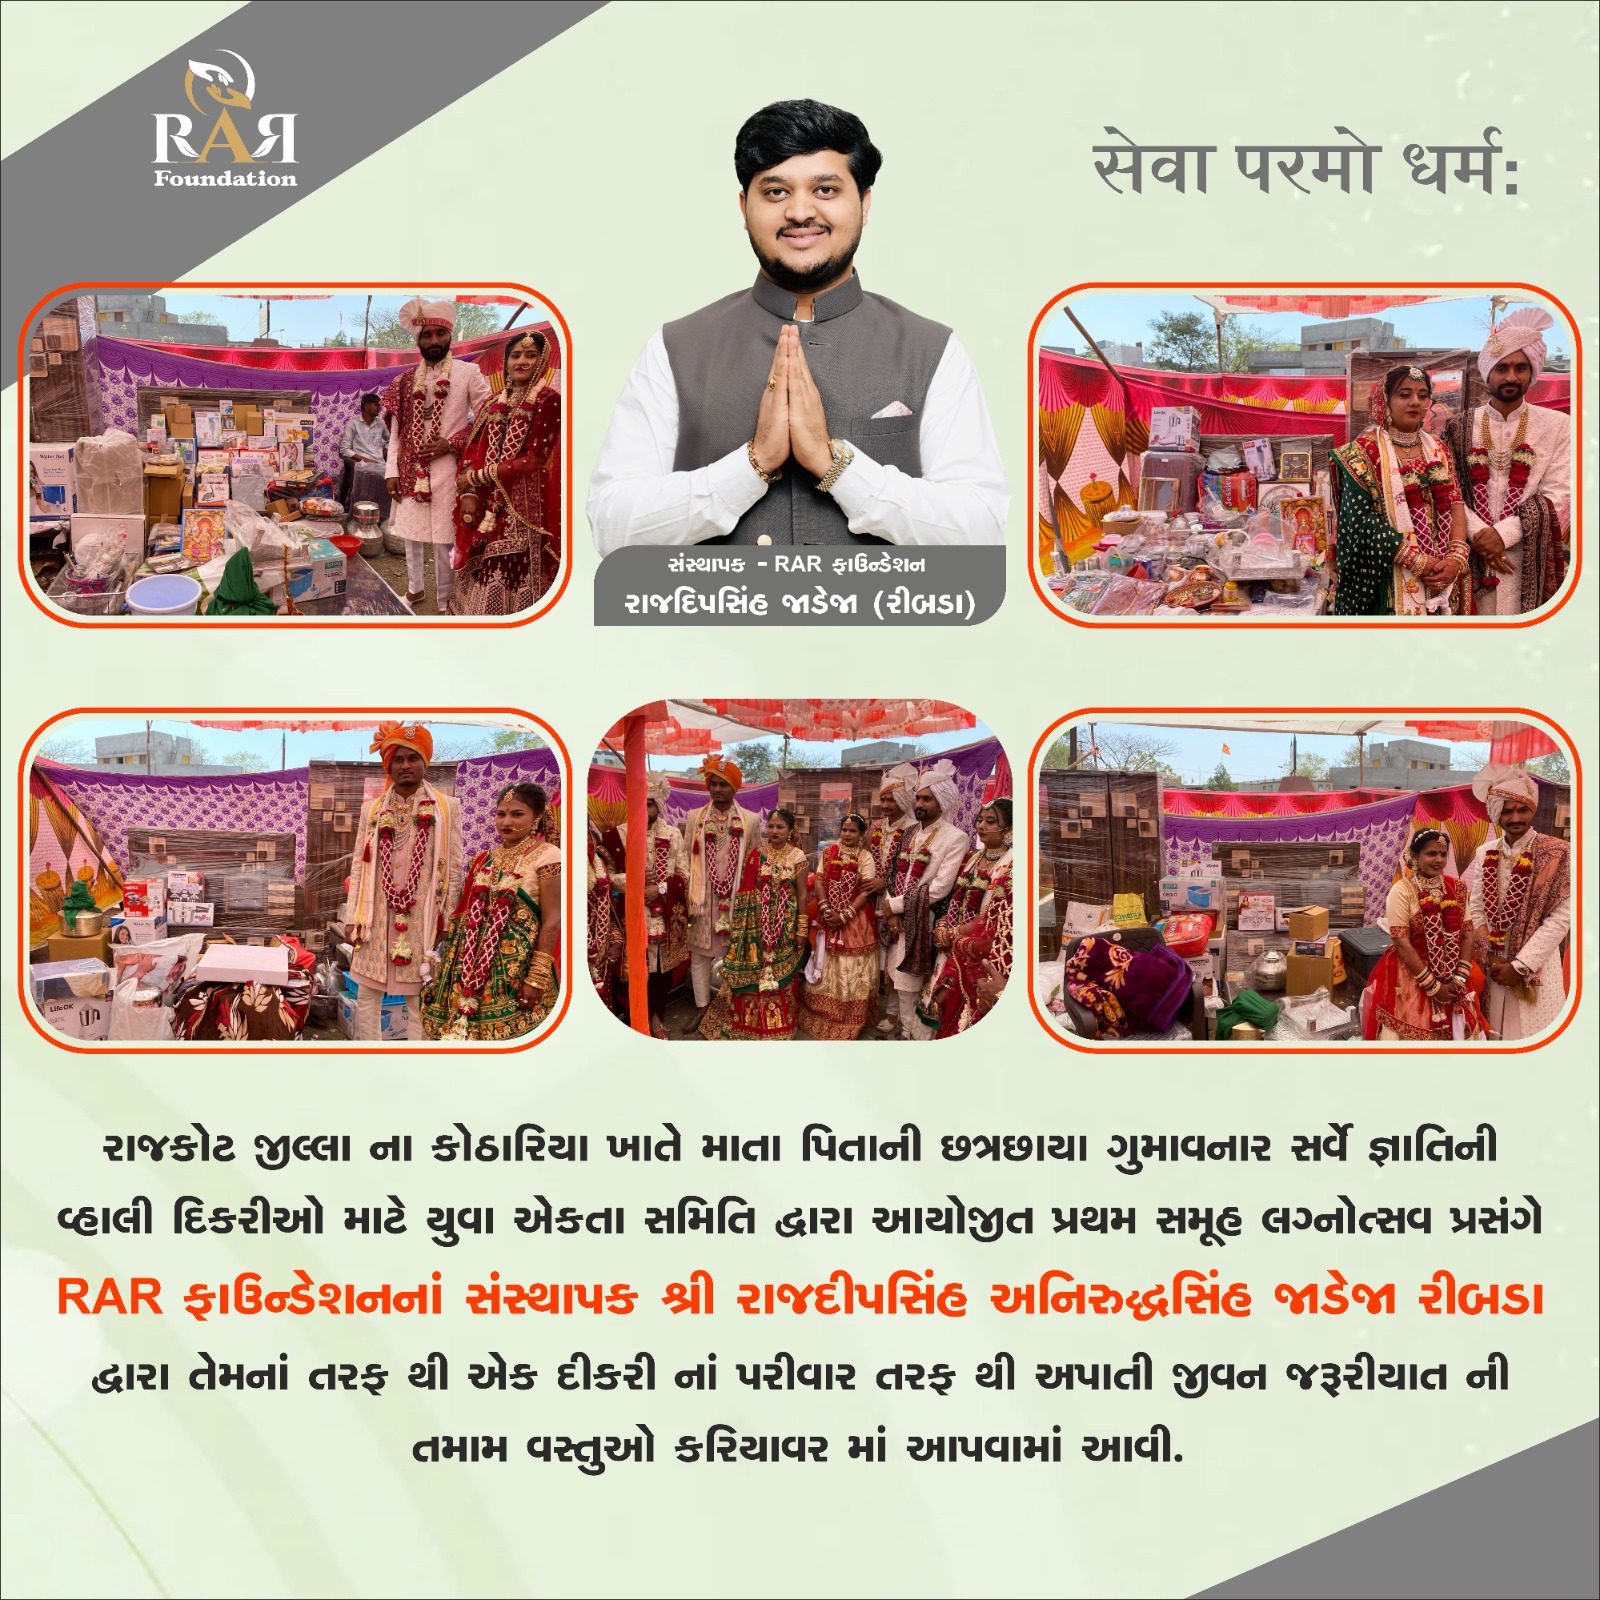 RAR
Foundation
सेवा परमो धर्म:
સંસ્થાપક - RAR ફાઉન્ડેશન
રાજદિપસિંહ જાડેજા (રીબડા)
રાજકોટ જીલ્લા ના કોઠારિયા ખાતે માતા પિતાની છત્રછાયા ગુમાવનાર સર્વે જ્ઞાતિની
વ્હાલી દિકરીઓ માટે યુવા એકતા સમિતિ દ્વારા આયોજીત પ્રથમ સમૂહ લગ્નોત્સવ પ્રસંગે
RAR ફાઉન્ડેશનનાં સંસ્થાપક શ્રી રાજદીપસિંહ અનિરુદ્ધસિંહ જાડેજા રીબડા
દ્વારા તેમનાં તરફ થી એક દીકરી નાં પરીવાર તરફ થી અપાતી જીવન જરૂરીયાત ની
તમામ વસ્તુઓ કરિયાવર માં આપવામાં આવી.